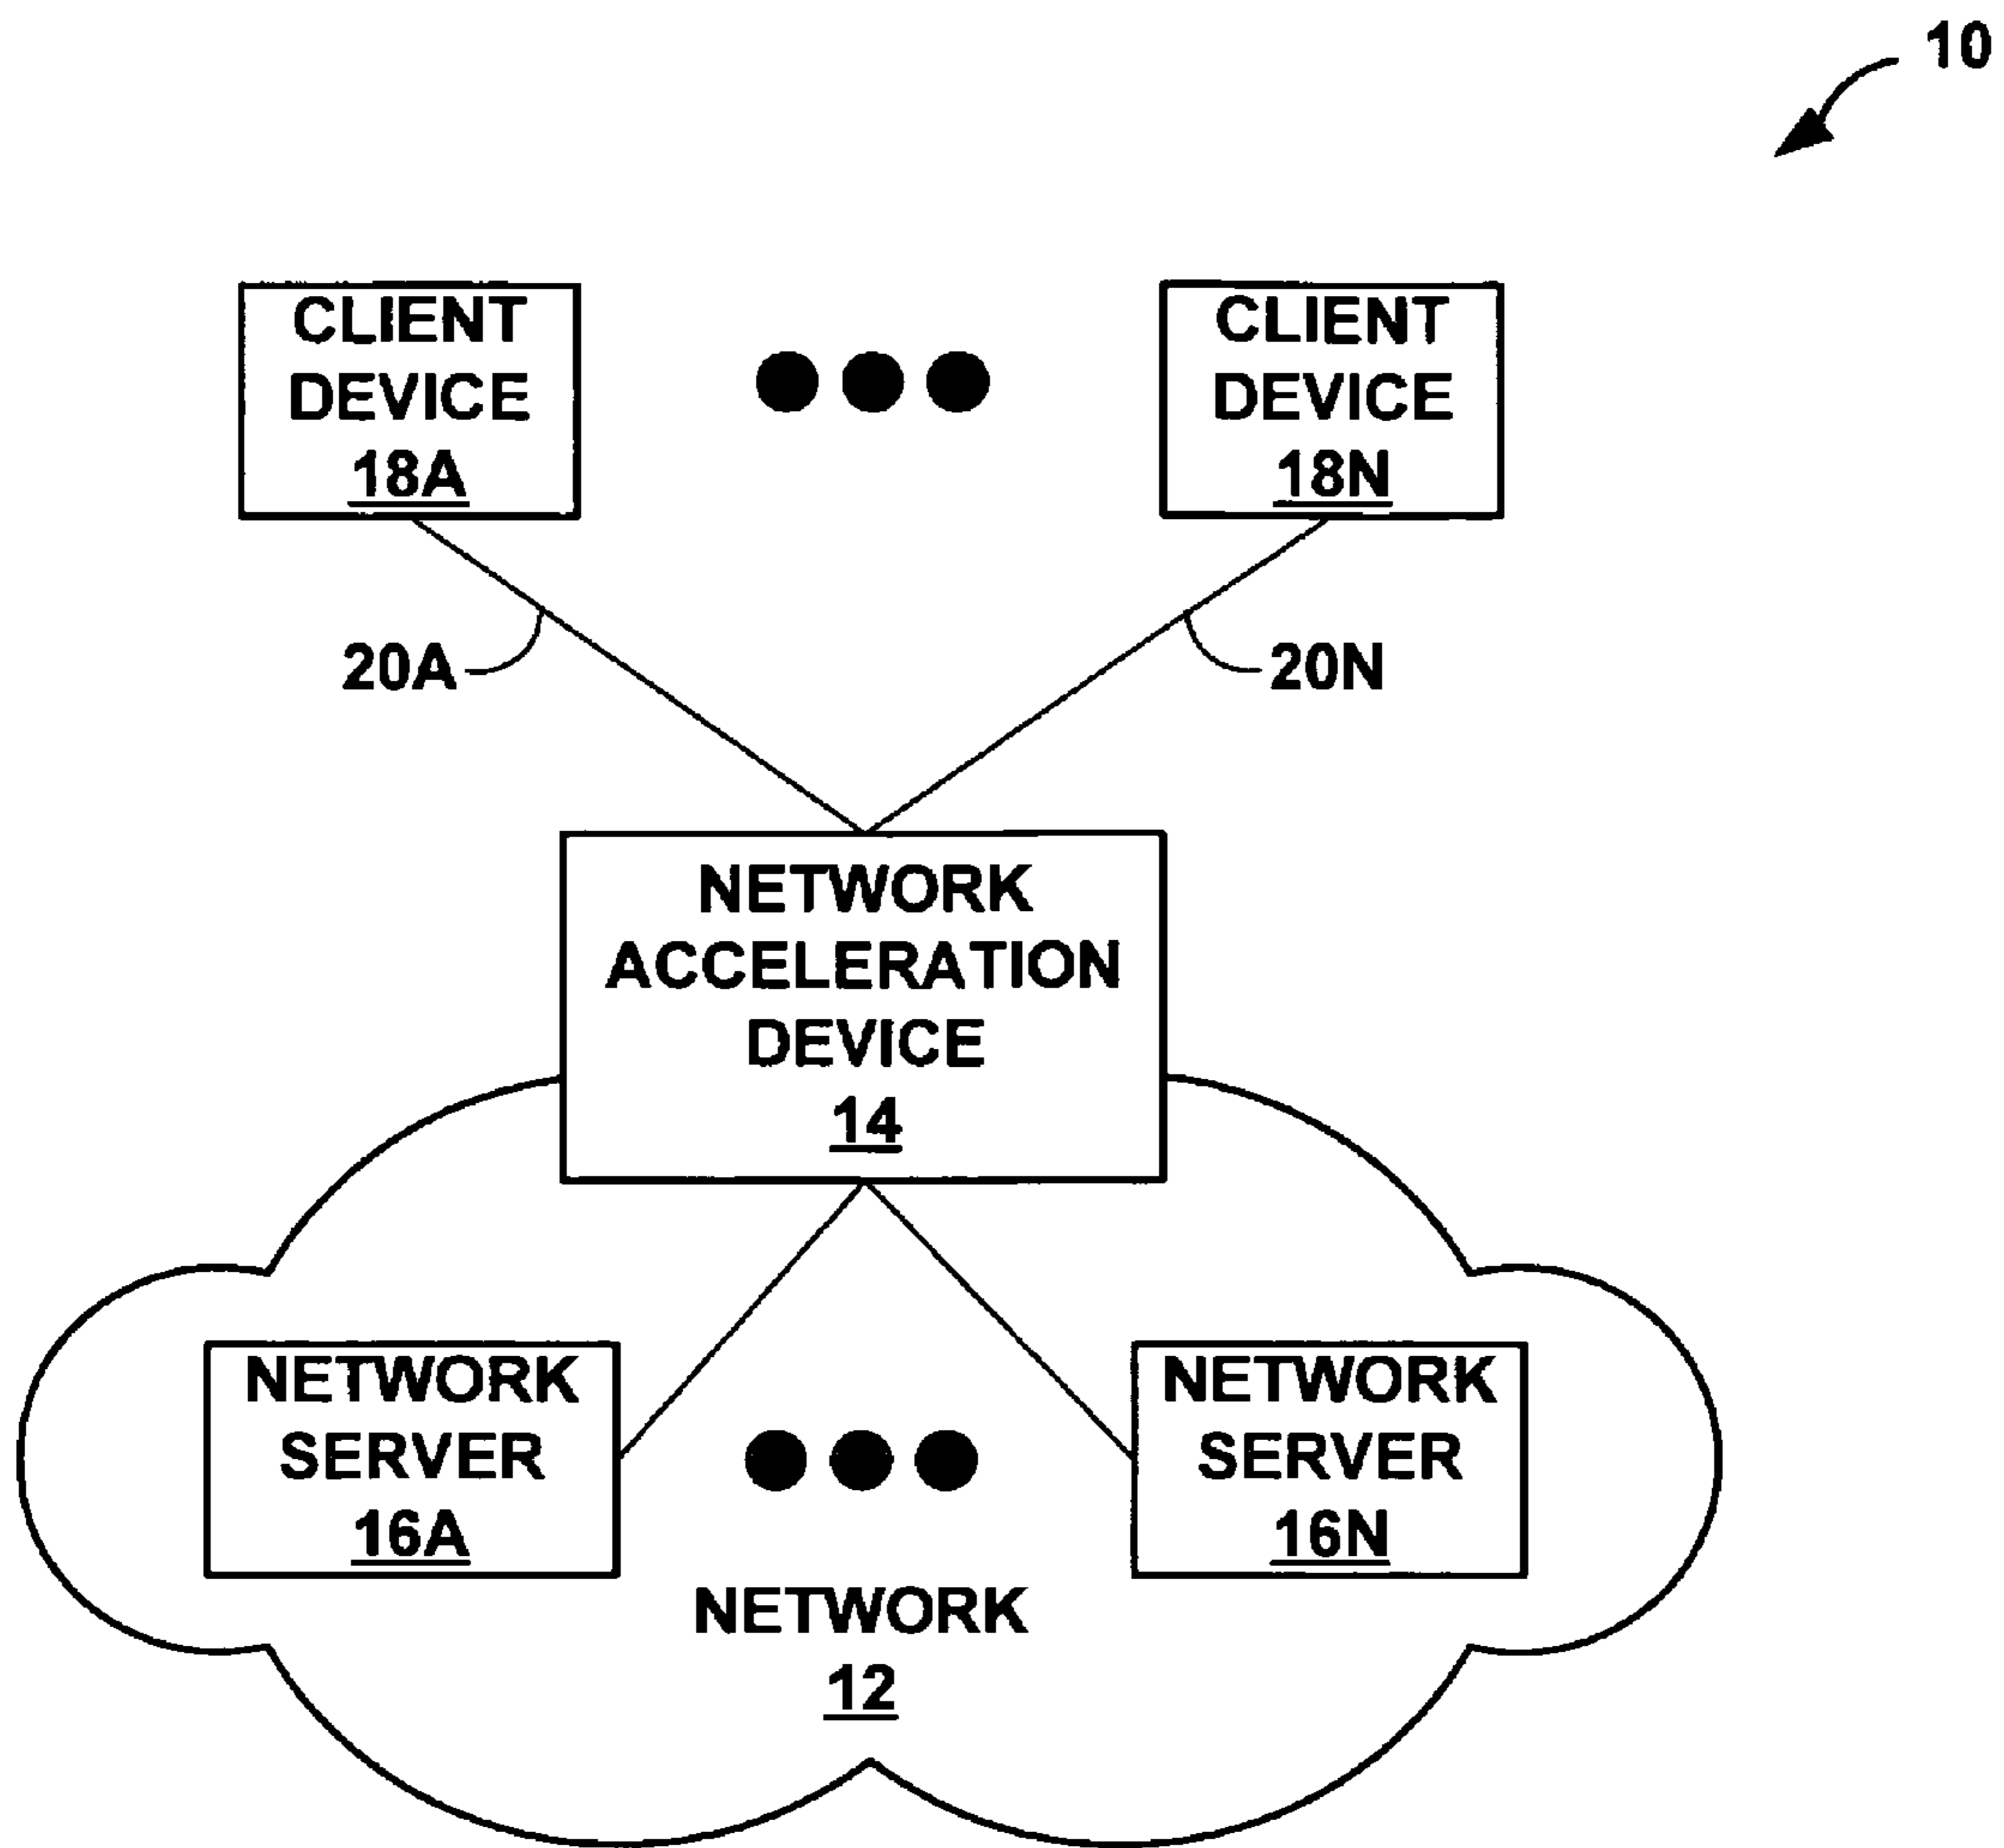 10
CLIENT
DEVICE
18A
CLIENT
DEVICE
18N
20A
20N
NETWORK
ACCELERATION
DEVICE
14
NETWORK
SERVER
16A
NETWORK
SERVER
16N
NETWORK
12